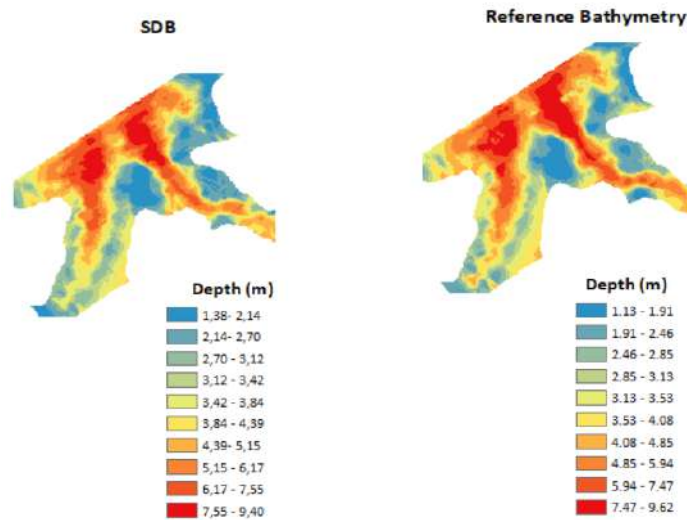 SDB
Depth (m)
1,38- 2,14
2,14- 2,70
2,70 - 3,12
3,12 - 3,42
3,42 - 3,84
3,84 - 4,39
4,39- 5,15
5,15 - 6,17
6,17 - 7,55
7,55 - 9,40
Reference Bathymetry
Depth (m)
1.13 - 1.91
1.91 - 2.46
2.46 - 2.85
2.85 - 3.13
3.13 - 3.53
3.53 - 4.08
4.08 - 4.85
4.85 - 5.94
5.94 - 7.47
7.47 - 9.62